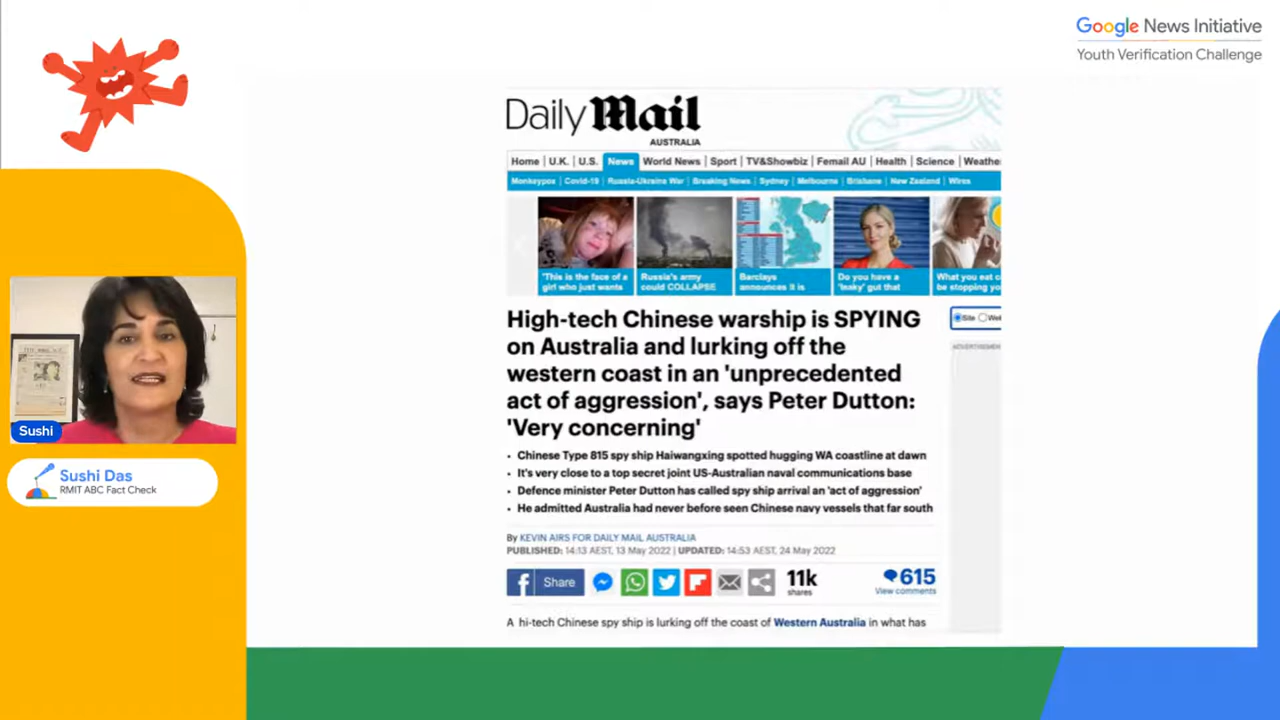 Google News Initiative
Youth Verification Challenge
Daily Mail
AUSTRALIA
Home U.K. U.S. News World News Sport TV&Showbiz Femail AU Health Science Weathe
Monkeypox Covid-19 Russia-Ukraine War Breaking News Sydney Melbourne Brisbane New Zealand Wires
'This is the face of a
girl who just wants
Russia's army
could COLLAPSE
Barclays
announces it is
Do you have a
'leaky' gut that
What you eat c
be stopping yo
High-tech Chinese warship is SPYING
on Australia and lurking off the
western coast in an 'unprecedented
act of aggression', says Peter Dutton:
'Very concerning'
Site Web
ADVERTISEMEN
• Chinese Type 815 spy ship Haiwangxing spotted hugging WA coastline at dawn
• It's very close to a top secret joint US-Australian naval communications base
• Defence minister Peter Dutton has called spy ship arrival an 'act of aggression'
• He admitted Australia had never before seen Chinese navy vessels that far south
By KEVIN AIRS FOR DAILY MAIL AUSTRALIA
PUBLISHED: 14:13 AEST, 13 May 2022 | UPDATED: 14:53 AEST, 24 May 2022
f Share
11k
shares
615
View comments
A hi-tech Chinese spy ship is lurking off the coast of Western Australia in what has
Sushi
Sushi Das
RMIT ABC Fact Check